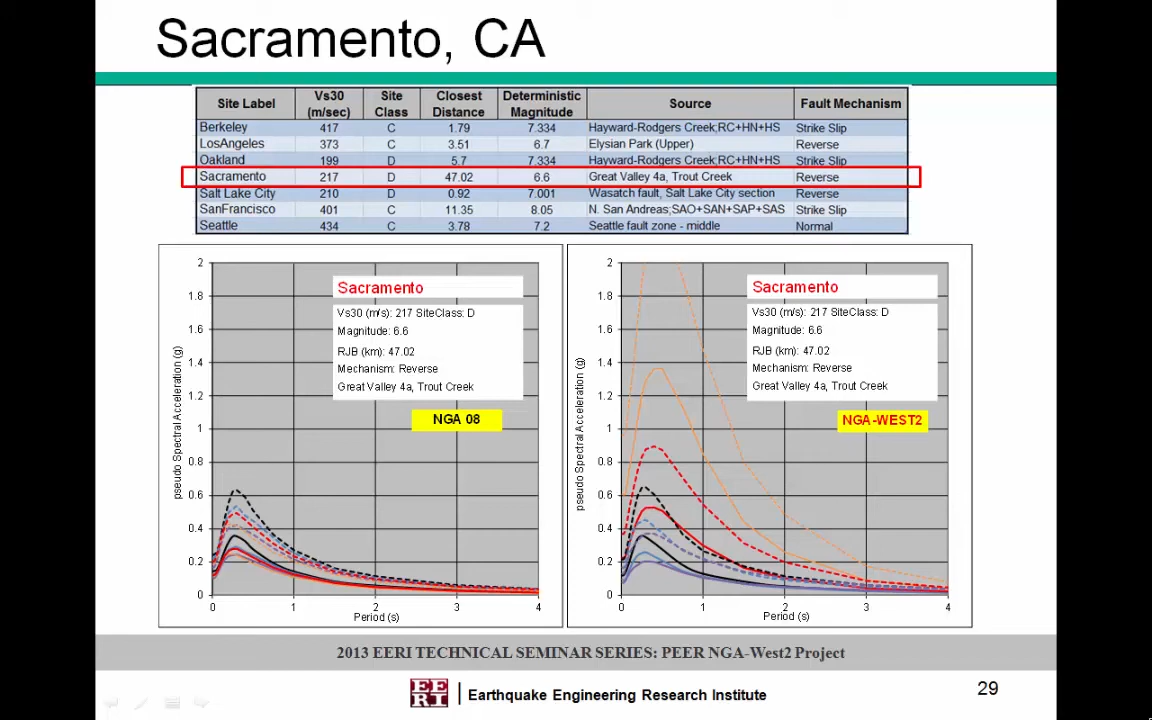 Sacramento, CA
Site Label Vs30 (m/sec) Site Class Closest Distance Deterministic Magnitude Source Fault Mechanism
Berkeley 417 C 1.79 7.334 Hayward-Rodgers Creek;RC+HN+HS Strike Slip
LosAngeles 373 C 3.51 6.7 Elysian Park (Upper) Reverse
Oakland 199 D 5.7 7.334 Hayward-Rodgers Creek;RC+HN+HS Strike Slip
Sacramento 217 D 47.02 6.6 Great Valley 4a, Trout Creek Reverse
Salt Lake City 210 D 0.92 7.001 Wasatch fault, Salt Lake City section Reverse
SanFrancisco 401 C 11.35 8.05 N. San Andreas;SAO+SAN+SAP+SAS Strike Slip
Seattle 434 C 3.78 7.2 Seattle fault zone - middle Normal
pseudo Spectral Acceleration (g)
2
1.8
1.6
1.4
1.2
1
0.8
0.6
0.4
0.2
0
0 1 2 3 4
Period (s)
Sacramento
Vs30 (m/s): 217 SiteClass: D
Magnitude: 6.6
RJB (km): 47.02
Mechanism: Reverse
Great Valley 4a, Trout Creek
NGA 08
pseudo Spectral Acceleration (g)
2
1.8
1.6
1.4
1.2
1
0.8
0.6
0.4
0.2
0
0 1 2 3 4
Period (s)
Sacramento
Vs30 (m/s): 217 SiteClass: D
Magnitude: 6.6
RJB (km): 47.02
Mechanism: Reverse
Great Valley 4a, Trout Creek
NGA-WEST2
2013 EERI TECHNICAL SEMINAR SERIES: PEER NGA-West2 Project
EERI
Earthquake Engineering Research Institute
29